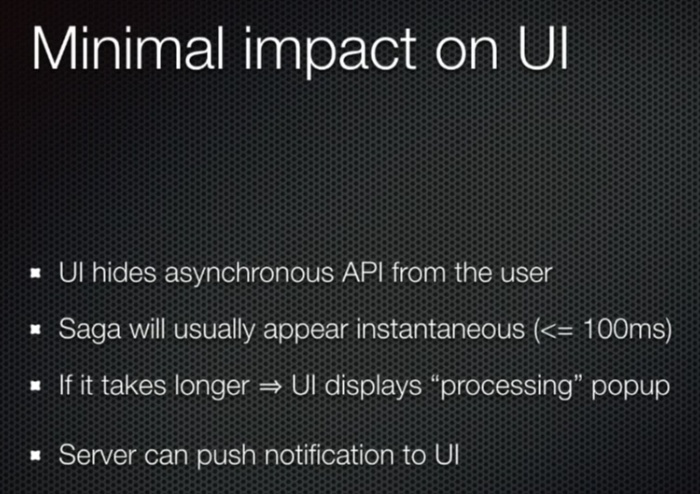 Minimal impact on UI
▪ UI hides asynchronous API from the user
▪ Saga will usually appear instantaneous (<= 100ms)
▪ If it takes longer ⇒ UI displays “processing” popup
▪ Server can push notification to UI